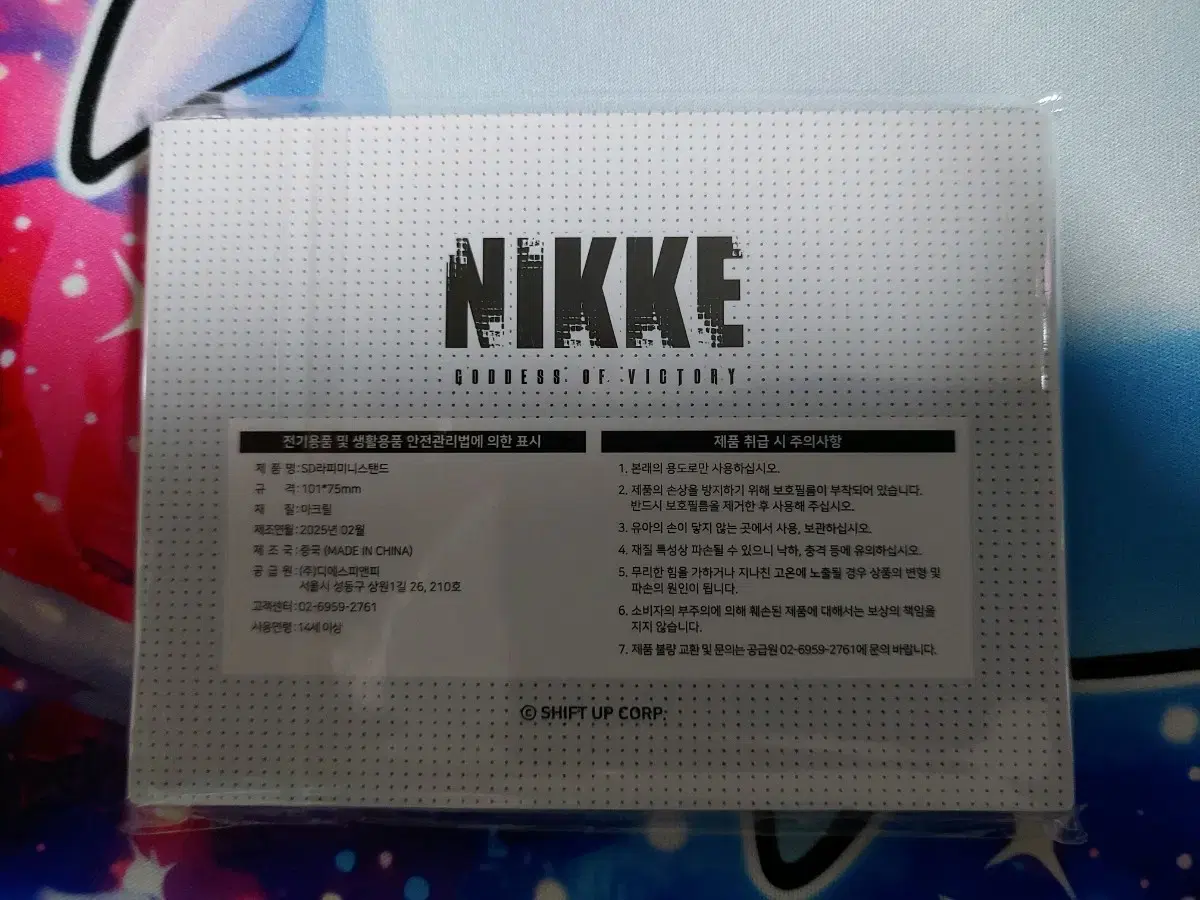 NIKKE
GODDESS OF VICTORY
전기용품 및 생활용품 안전관리법에 의한 표시
제 품 명:SD라피미니스탠드
규 격:101*75mm
재 질:아크릴
제조연월:2025년 02월
제 조 국:중국 (MADE IN CHINA)
공 급 원:(주)디에스피앤피
서울시 성동구 상원1길 26, 210호
고객센터:02-6959-2761
사용연령:14세 이상
제품 취급 시 주의사항
1. 본래의 용도로만 사용하십시오.
2. 제품의 손상을 방지하기 위해 보호필름이 부착되어 있습니다.
반드시 보호필름을 제거한 후 사용해 주십시오.
3. 유아의 손이 닿지 않는 곳에서 사용, 보관하십시오.
4. 재질 특성상 파손될 수 있으니 낙하, 충격 등에 유의하십시오.
5. 무리한 힘을 가하거나 지나친 고온에 노출될 경우 상품의 변형 및
파손의 원인이 됩니다.
6. 소비자의 부주의에 의해 훼손된 제품에 대해서는 보상의 책임을
지지 않습니다.
7. 제품 불량 교환 및 문의는 공급원 02-6959-2761에 문의 바랍니다.
© SHIFT UP CORP.